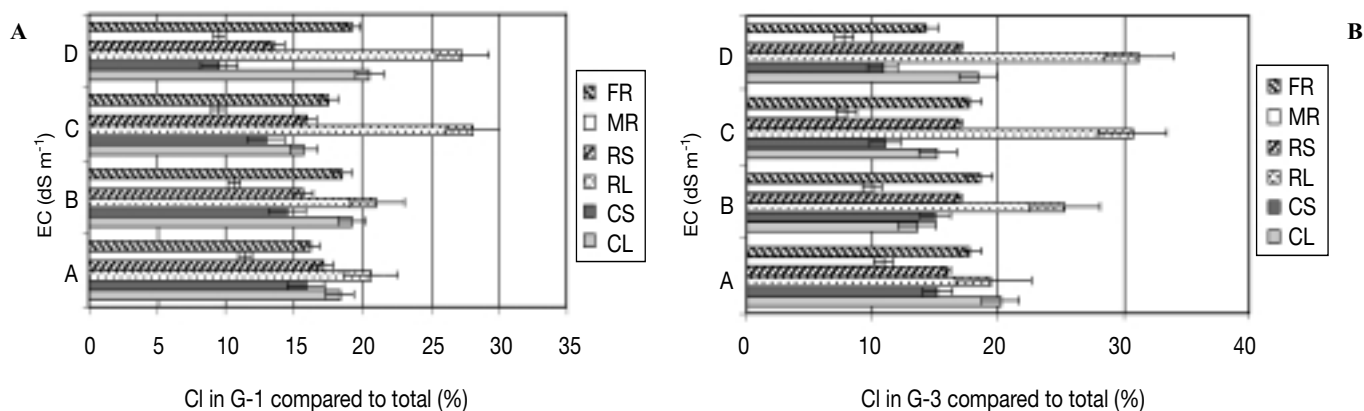 A
EC (dS m⁻¹)
D
C
B
A
0 5 10 15 20 25 30 35
Cl in G-1 compared to total (%)
FR
MR
RS
RL
CS
CL
B
EC (dS m⁻¹)
D
C
B
A
0 10 20 30 40
Cl in G-3 compared to total (%)
FR
MR
RS
RL
CS
CL